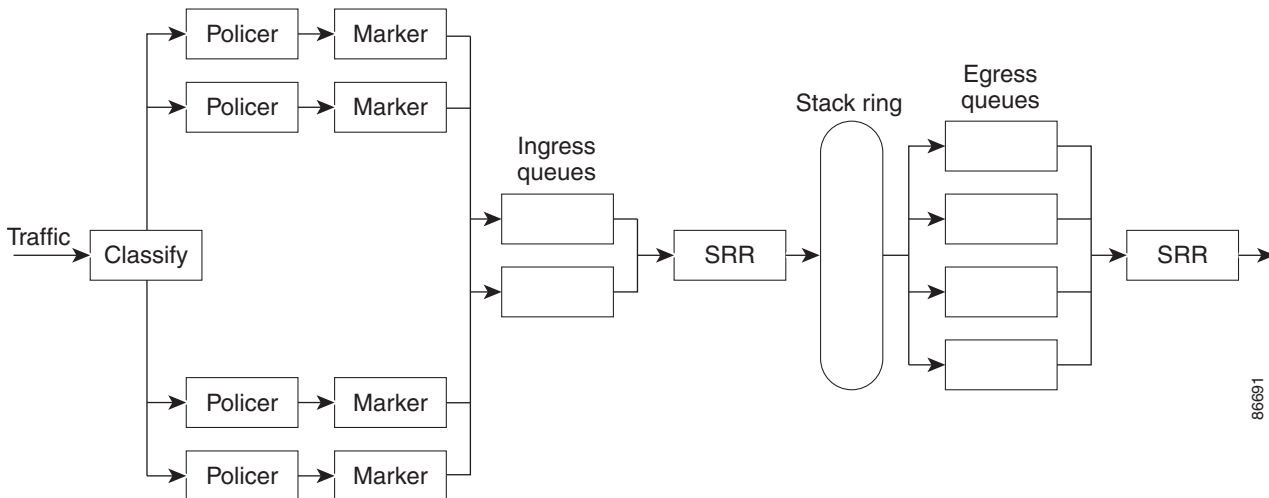 Policer
Marker
Policer
Marker
Traffic
Classify
Ingress
queues
SRR
Stack ring
Egress
queues
SRR
Policer
Marker
Policer
Marker
86691